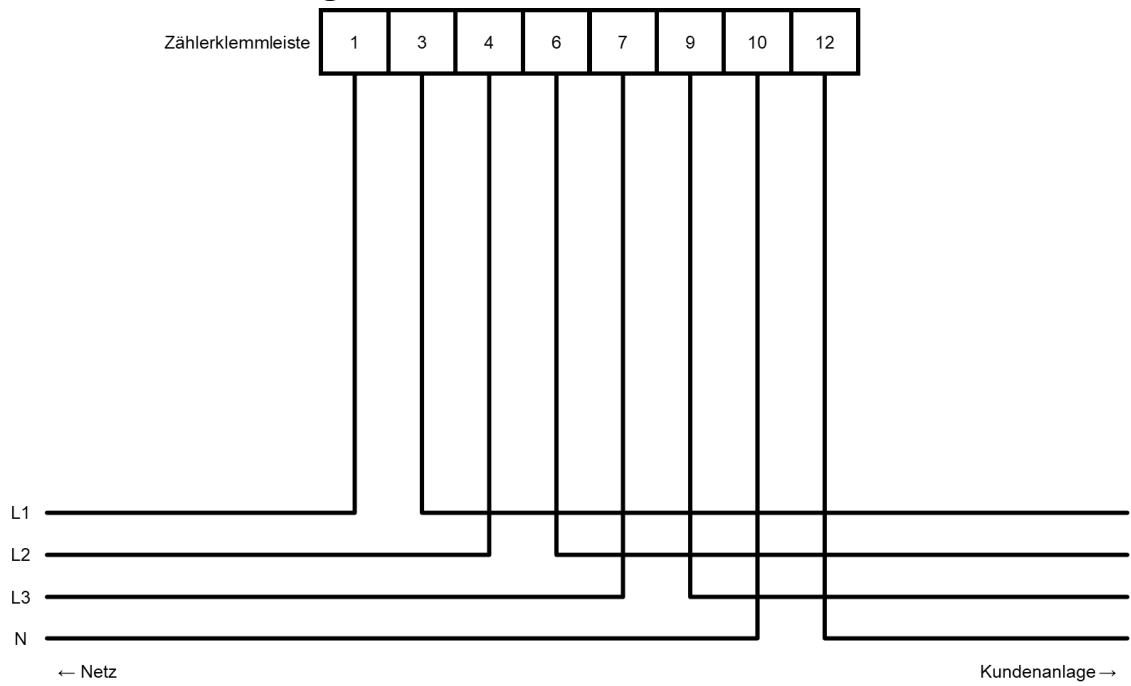 Zählerklemmleiste 1 3 4 6 7 9 10 12
L1
L2
L3
N
← Netz Kundenanlage →